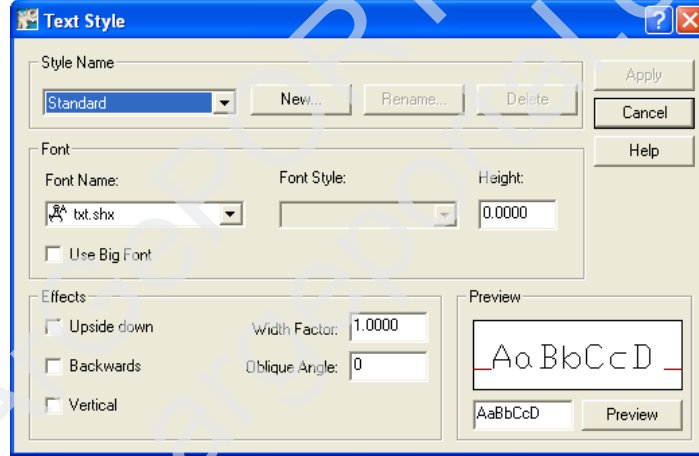 Text Style
Style Name
Standard
New...
Rename...
Delete
Apply
Cancel
Help
Font
Font Name:
Font Style:
Height:
txt.shx
0.0000
Use Big Font
Effects
Upside down
Width Factor: 1.0000
Backwards
Oblique Angle: 0
Vertical
Preview
AaBbCcD
AaBbCcD
Preview